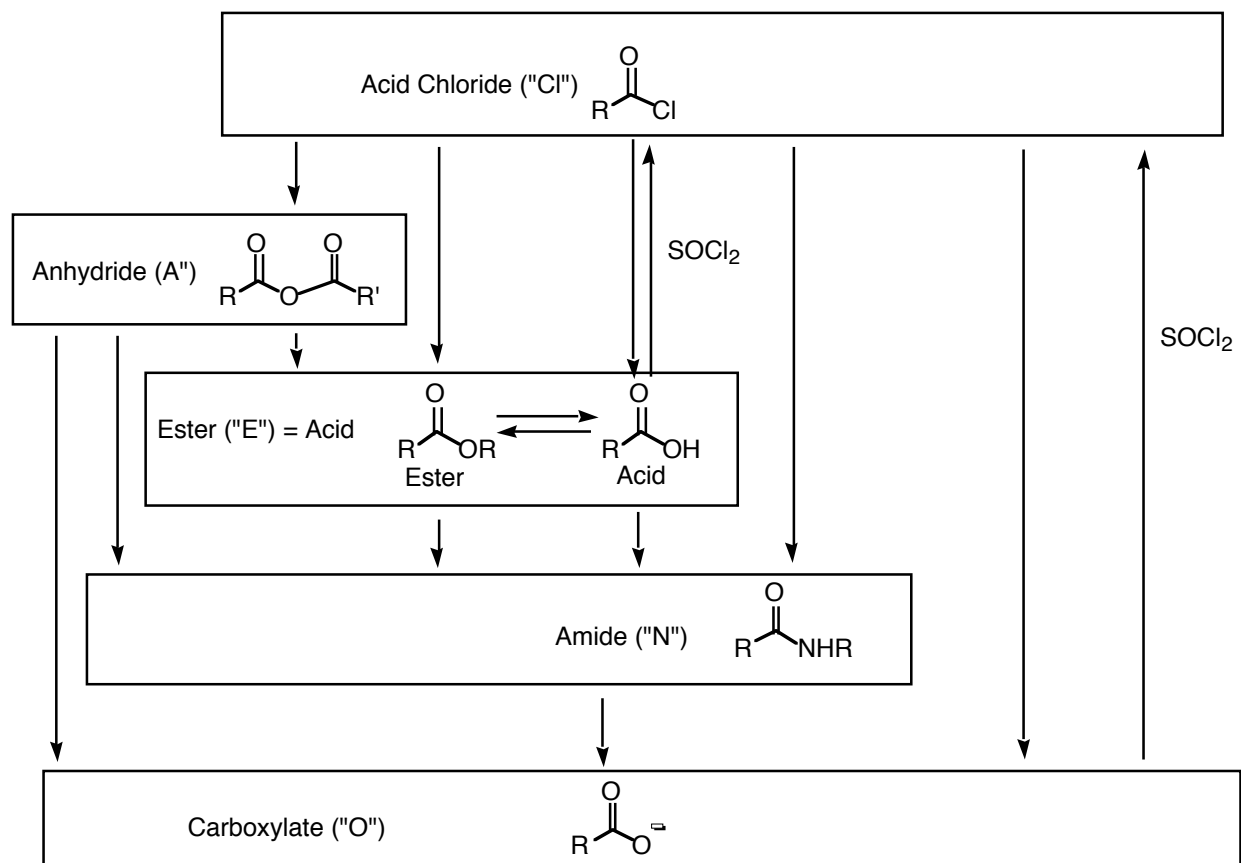 Acid Chloride ("Cl")
O
R
Cl
Anhydride (A")
O
O
R
O
R'
SOCl2
SOCl2
Ester ("E") = Acid
O
R
OR
Ester
O
R
OH
Acid
Amide ("N")
O
R
NHR
Carboxylate ("O")
O
R
O